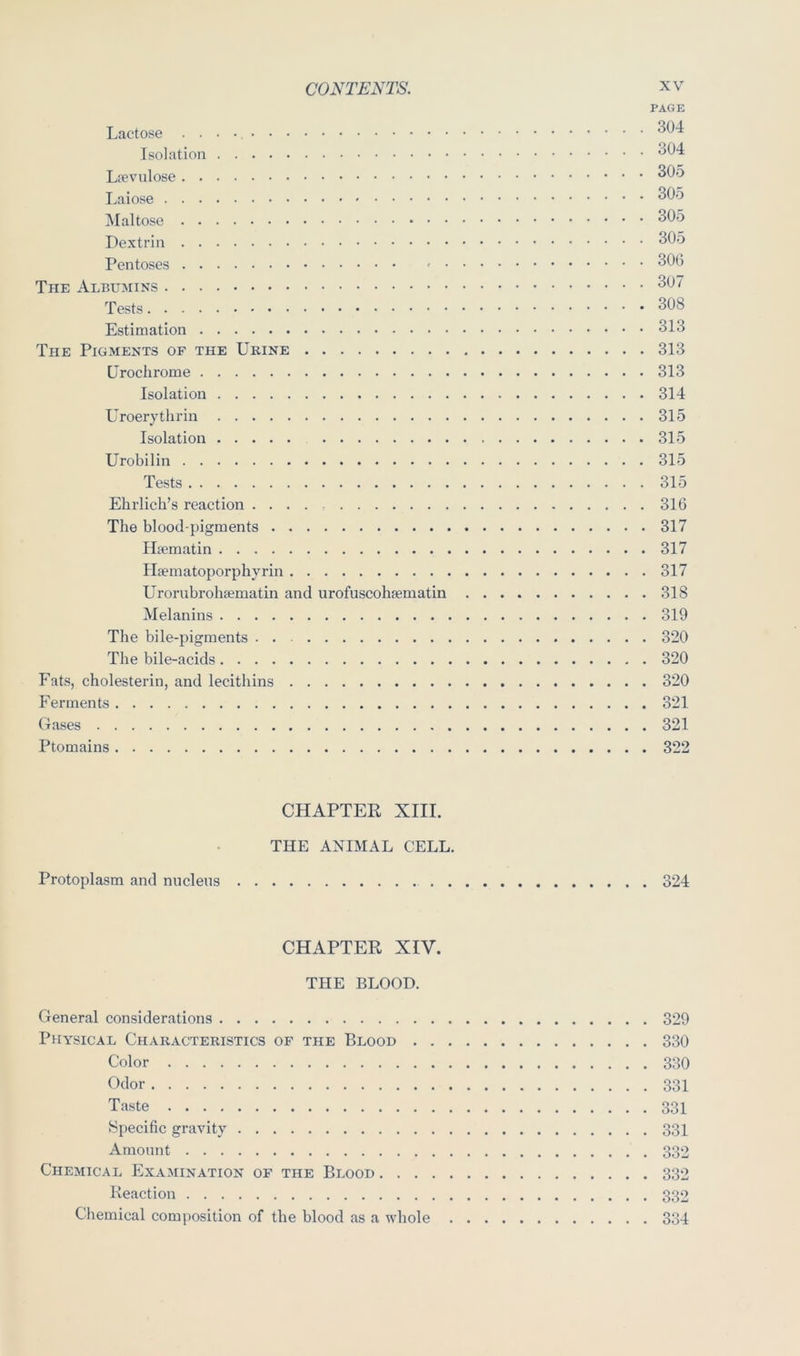 CONTENTS. XV
PAGE
Lactose . . . . . . . . . . 304
Isolation . . . . . . . . . . 304
Lævulose . . . . . . . . . . 305
Laiose . . . . . . . . . . 305
Maltose . . . . . . . . . . 305
Dextrin . . . . . . . . . . 305
Pentoses . . . . . . . . . . 306
THE ALBUMINS . . . . . . . . . . 307
Tests . . . . . . . . . . 308
Estimation . . . . . . . . . . 313
THE PIGMENTS OF THE URINE . . . . . . . . . . 313
Urochrome . . . . . . . . . . 313
Isolation . . . . . . . . . . 314
Uroerythrin . . . . . . . . . . 315
Isolation . . . . . . . . . . 315
Urobilin . . . . . . . . . . 315
Tests . . . . . . . . . . 315
Ehrlich's reaction . . . . . . . . . . 316
The blood-pigments . . . . . . . . . . 317
Hæmatin . . . . . . . . . . 317
Hæmatoporphyrin . . . . . . . . . . 317
Urorubrohæmatin and urofuscohæmatin . . . . . . . . . . 318
Melanins . . . . . . . . . . 319
The bile-pigments . . . . . . . . . . 320
The bile-acids . . . . . . . . . . 320
Fats, cholesterin, and lecithins . . . . . . . . . . 320
Ferments . . . . . . . . . . 321
Gases . . . . . . . . . . 321
Ptomains . . . . . . . . . . 322
CHAPTER XIII.
THE ANIMAL CELL.
Protoplasm and nucleus . . . . . . . . . . 324
CHAPTER XIV.
THE BLOOD.
General considerations . . . . . . . . . . 329
PHYSICAL CHARACTERISTICS OF THE BLOOD . . . . . . . . . . 330
Color . . . . . . . . . . 330
Odor . . . . . . . . . . 331
Taste . . . . . . . . . . 331
Specific gravity . . . . . . . . . . 331
Amount . . . . . . . . . . 332
CHEMICAL EXAMINATION OF THE BLOOD . . . . . . . . . . 332
Reaction . . . . . . . . . . 332
Chemical composition of the blood as a whole . . . . . . . . . . 334